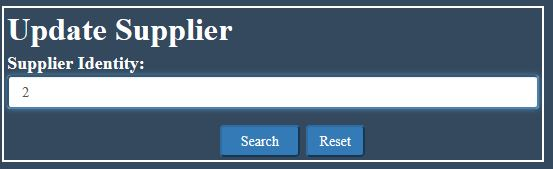 Update Supplier
Supplier Identity:
2
Search Reset